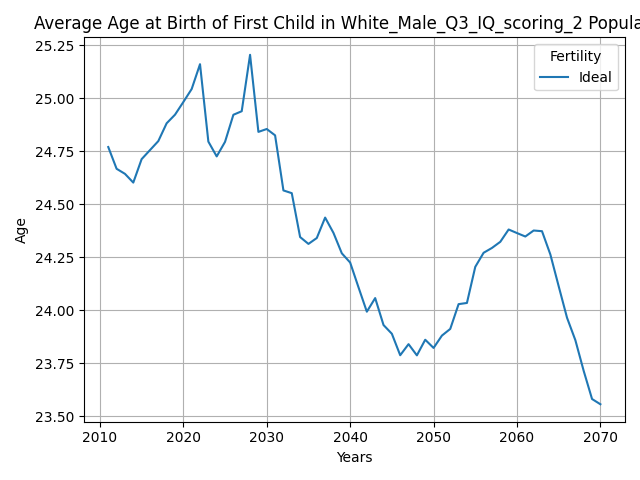 Average Age at Birth of First Child in White_Male_Q3_IQ_scoring_2 Popula
Fertility
Ideal
25.25
25.00
24.75
24.50
24.25
24.00
23.75
23.50
Age
2010 2020 2030 2040 2050 2060 2070
Years